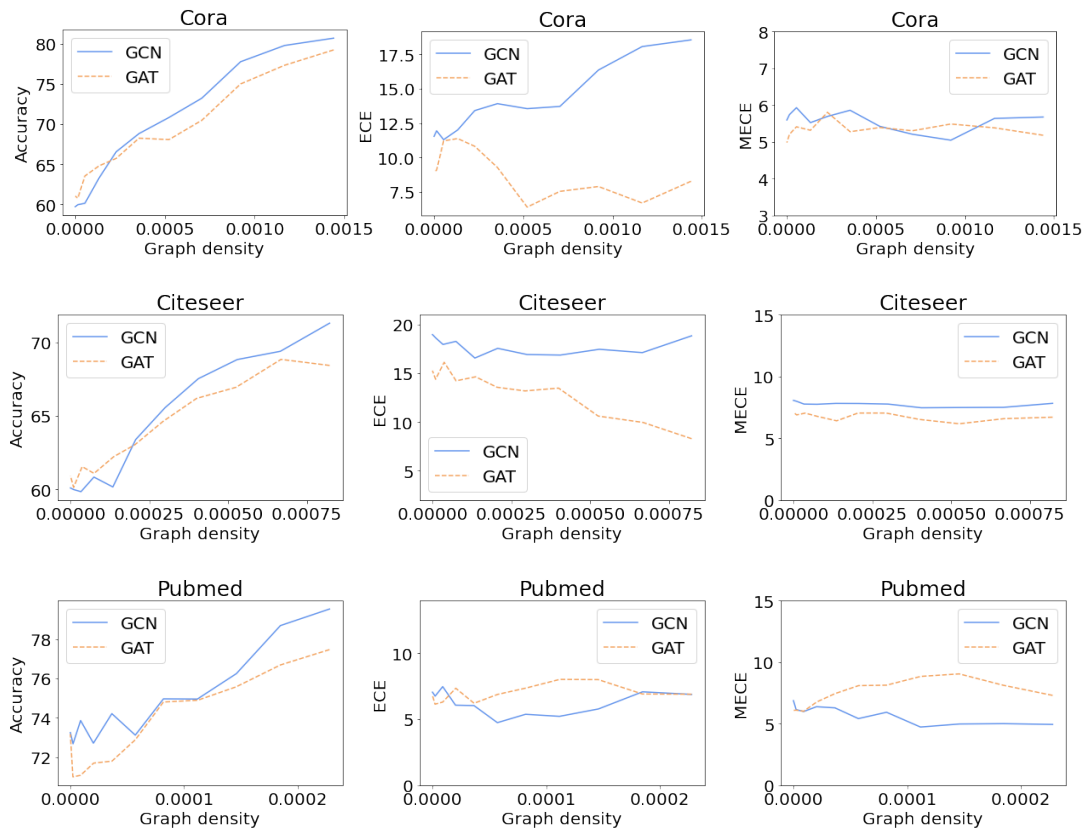 Cora
GCN
GAT
Accuracy
80
75
70
65
60
0.0000
0.0005
0.0010
0.0015
Graph density
Cora
GCN
GAT
ECE
17.5
15.0
12.5
10.0
7.5
0.0000
0.0005
0.0010
0.0015
Graph density
Cora
GCN
GAT
MECE
8
7
6
5
4
3
0.0000
0.0005
0.0010
0.0015
Graph density
Citeseer
GCN
GAT
Accuracy
70
65
60
0.00000
0.00025
0.00050
0.00075
Graph density
Citeseer
GCN
GAT
ECE
20
15
10
5
0.00000
0.00025
0.00050
0.00075
Graph density
Citeseer
GCN
GAT
MECE
15
10
5
0
0.00000
0.00025
0.00050
0.00075
Graph density
Pubmed
GCN
GAT
Accuracy
78
76
74
72
0.0000
0.0001
0.0002
Graph density
Pubmed
GCN
GAT
ECE
10
5
0
0.0000
0.0001
0.0002
Graph density
Pubmed
GCN
GAT
MECE
15
10
5
0
0.0000
0.0001
0.0002
Graph density